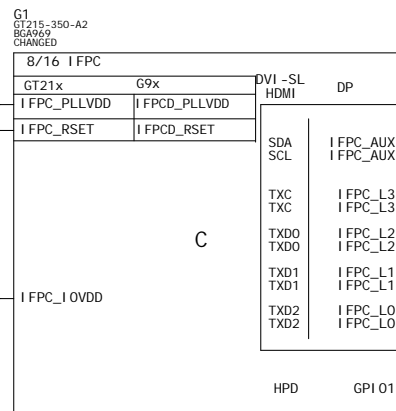 G1
GT215-350-A2
BGA969
CHANGED
8/16 IFPC
GT21x G9x
DVI-SL
HDMI DP
IFPC_PLLVDD IFPCD_PLLVDD
IFPC_RSET IFPCD_RSET
SDA IFPC_AUX
SCL IFPC_AUX
TXC IFPC_L3
TXC IFPC_L3
TXD0 IFPC_L2
TXD0 IFPC_L2
C
TXD1 IFPC_L1
TXD1 IFPC_L1
IFPC_IOVDD
TXD2 IFPC_L0
TXD2 IFPC_L0
HPD GPIO1